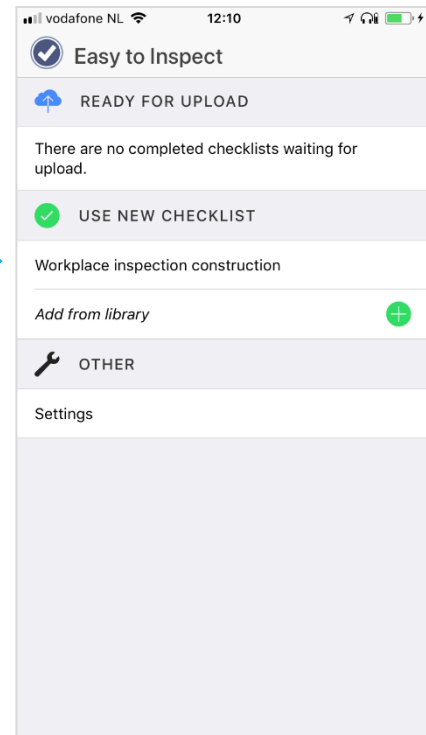 vodafone NL 12:10
Easy to Inspect
READY FOR UPLOAD
There are no completed checklists waiting for
upload.
USE NEW CHECKLIST
Workplace inspection construction
Add from library
OTHER
Settings